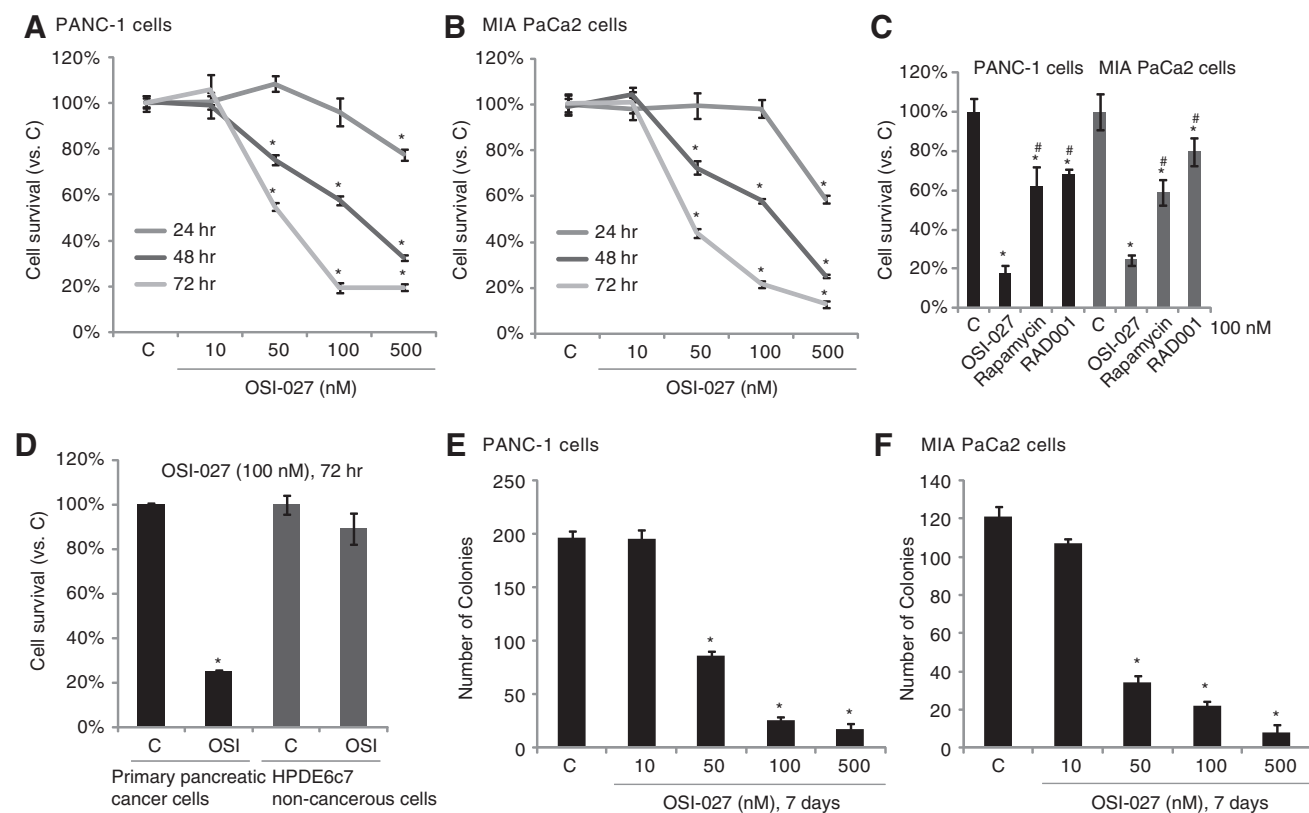 A PANC-1 cells
Cell survival (vs. C)
120%
100%
80%
60%
40%
20%
0%
* * * * * * *
24 hr
48 hr
72 hr
C 10 50 100 500
OSI-027 (nM)
B MIA PaCa2 cells
Cell survival (vs. C)
120%
100%
80%
60%
40%
20%
0%
* * * * * * *
24 hr
48 hr
72 hr
C 10 50 100 500
OSI-027 (nM)
C
PANC-1 cells MIA PaCa2 cells
Cell survival (vs. C)
120%
100%
80%
60%
40%
20%
0%
# # # #
* * * * * *
C OSI-027 Rapamycin RAD001 C OSI-027 Rapamycin RAD001 100 nM
D
OSI-027 (100 nM), 72 hr
Cell survival (vs. C)
120%
100%
80%
60%
40%
20%
0%
*
C OSI C OSI
Primary pancreatic
cancer cells
HPDE6c7
non-cancerous cells
E PANC-1 cells
Number of Colonies
250
200
150
100
50
0
* * *
C 10 50 100 500
OSI-027 (nM), 7 days
F MIA PaCa2 cells
Number of Colonies
140
120
100
80
60
40
20
0
* * *
C 10 50 100 500
OSI-027 (nM), 7 days